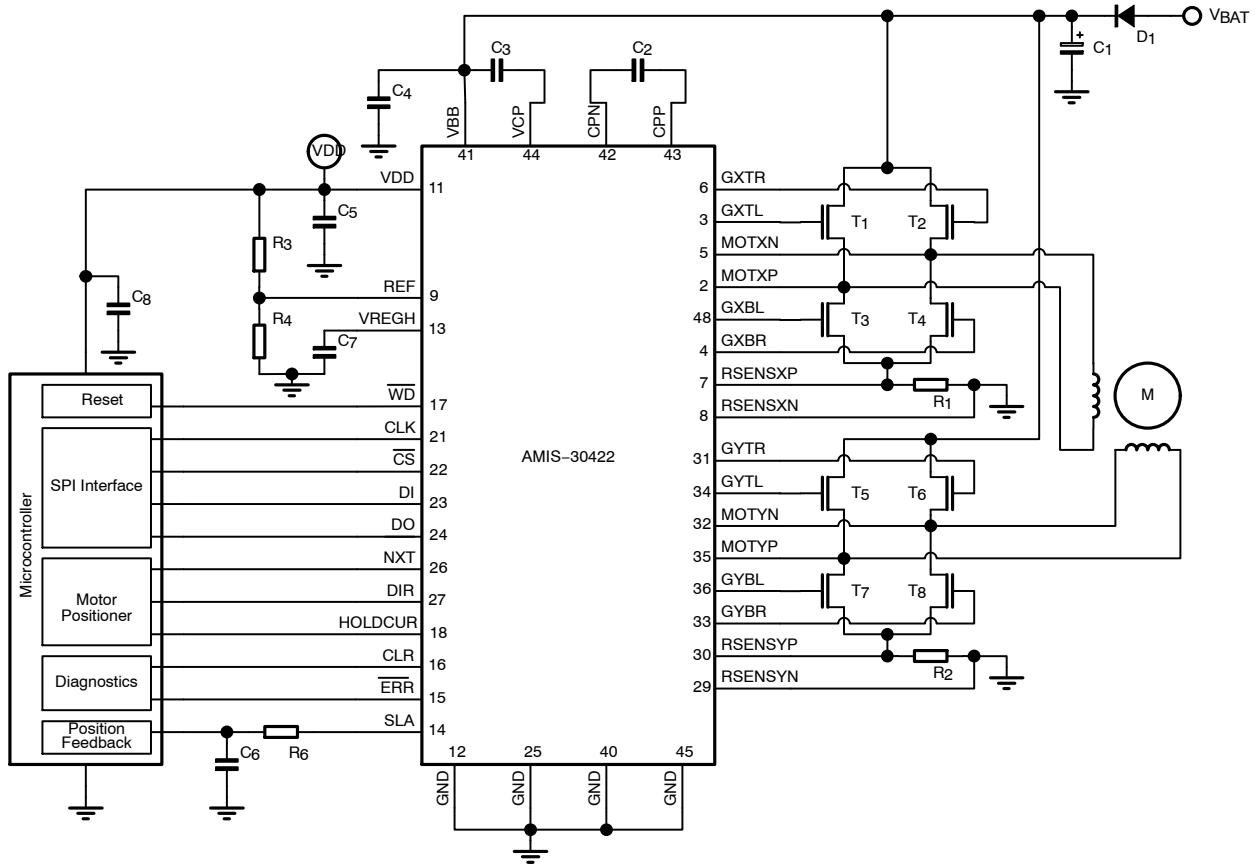 VBAT
D1
C1
C3
C2
C4
VBB
VCP
CPN
CPP
41
44
42
43
VDD
VDD
11
C5
R3
REF
9
C8
R4
VREGH
13
C7
Microcontroller
Reset
WD
17
SPI Interface
CLK
21
CS
22
DI
23
DO
24
Motor
Positioner
NXT
26
DIR
27
HOLDCUR
18
Diagnostics
CLR
16
ERR
15
Position
Feedback
SLA
14
C6
R6
AMIS−30422
12
25
40
45
GND
GND
GND
GND
6
GXTR
3
GXTL
T1
T2
5
MOTXN
2
MOTXP
48
GXBL
T3
T4
4
GXBR
7
RSENSXP
R1
8
RSENSXN
M
31
GYTR
34
GYTL
T5
T6
32
MOTYN
35
MOTYP
36
GYBL
T7
T8
33
GYBR
30
RSENSYP
R2
29
RSENSYN